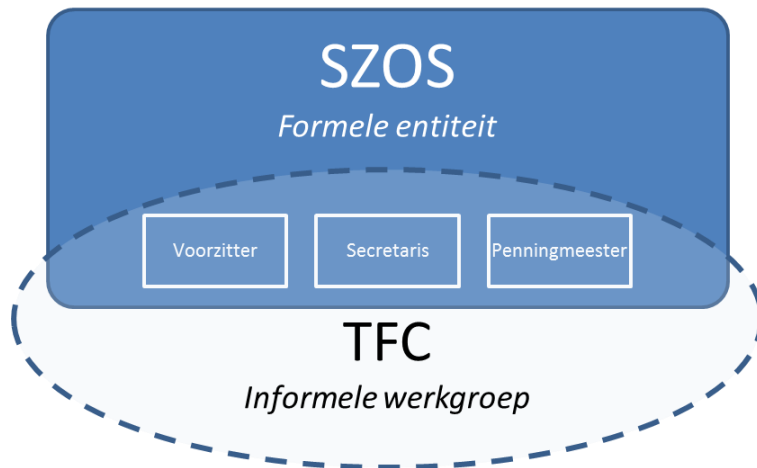 SZOS
Formele entiteit
Voorzitter
Secretaris
Penningmeester
TFC
Informele werkgroep